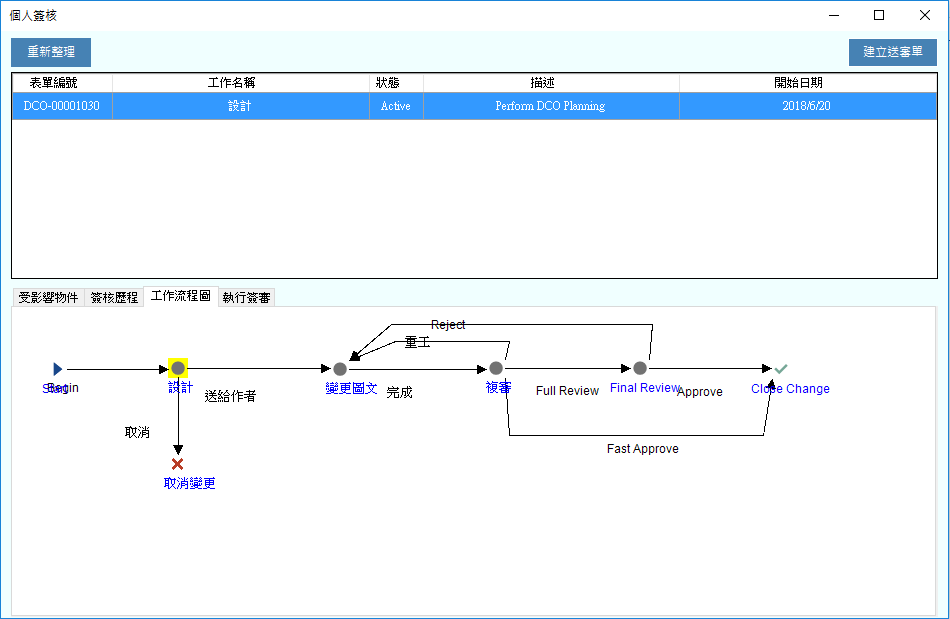 個人簽核
重新整理
建立送審單
表單編號 工作名稱 狀態 描述 開始日期
DCO-00001030 設計 Active Perform DCO Planning 2018/6/20
受影響物件 簽核歷程 工作流程圖 執行簽審
Reject
重工
Start
Begin
設計
送給作者
變更圖文
完成
複審
Full Review
Final Review
Approve
Close Change
取消
Fast Approve
取消變更